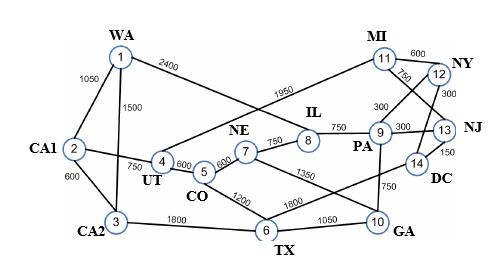 WA
MI
1
2400
11
600
NY
12
1050
1950
750
300
1500
IL
300
NE
750
8
750
9
300
13
NJ
CA1
2
750
4
600
7
PA
150
UT
5
600
14
DC
600
CO
1350
750
1200
1800
3
1800
6
1050
10
GA
CA2
TX